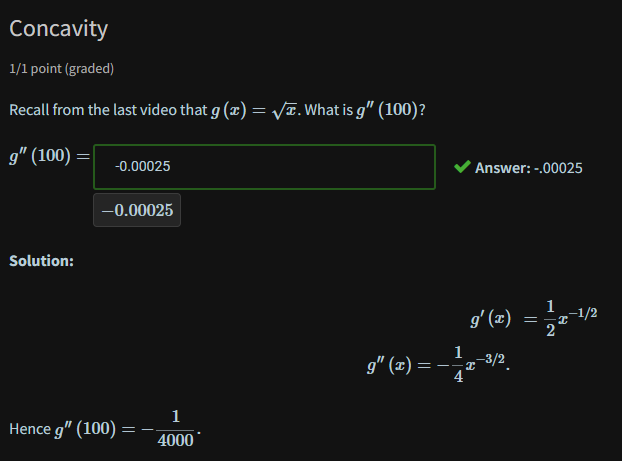 Concavity
1/1 point (graded)
Recall from the last video that g (x) = √x. What is g″ (100)?
g″ (100) = -0.00025 Answer: -.00025
−0.00025
Solution:
g′ (x) = 1/2 x^−1/2
g″ (x) = −1/4 x^−3/2.
Hence g″ (100) = −1/4000.